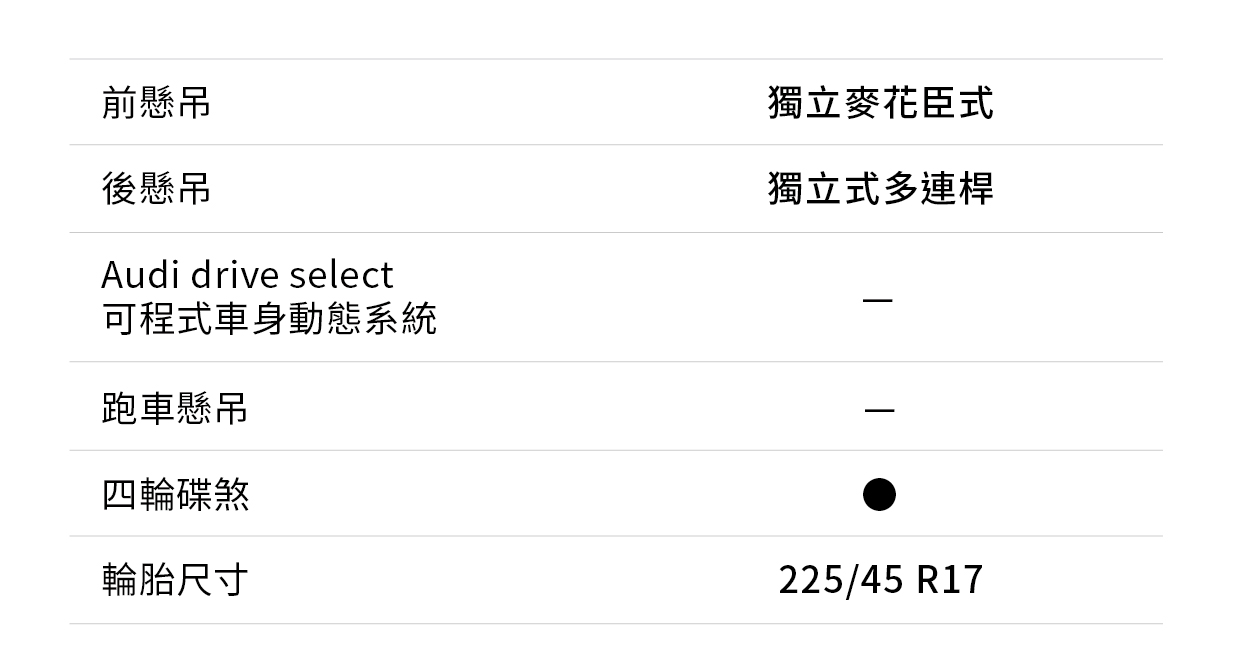 前懸吊 獨立麥花臣式
後懸吊 獨立式多連桿
Audi drive select
可程式車身動態系統 —
跑車懸吊 —
四輪碟煞 ●
輪胎尺寸 225/45 R17